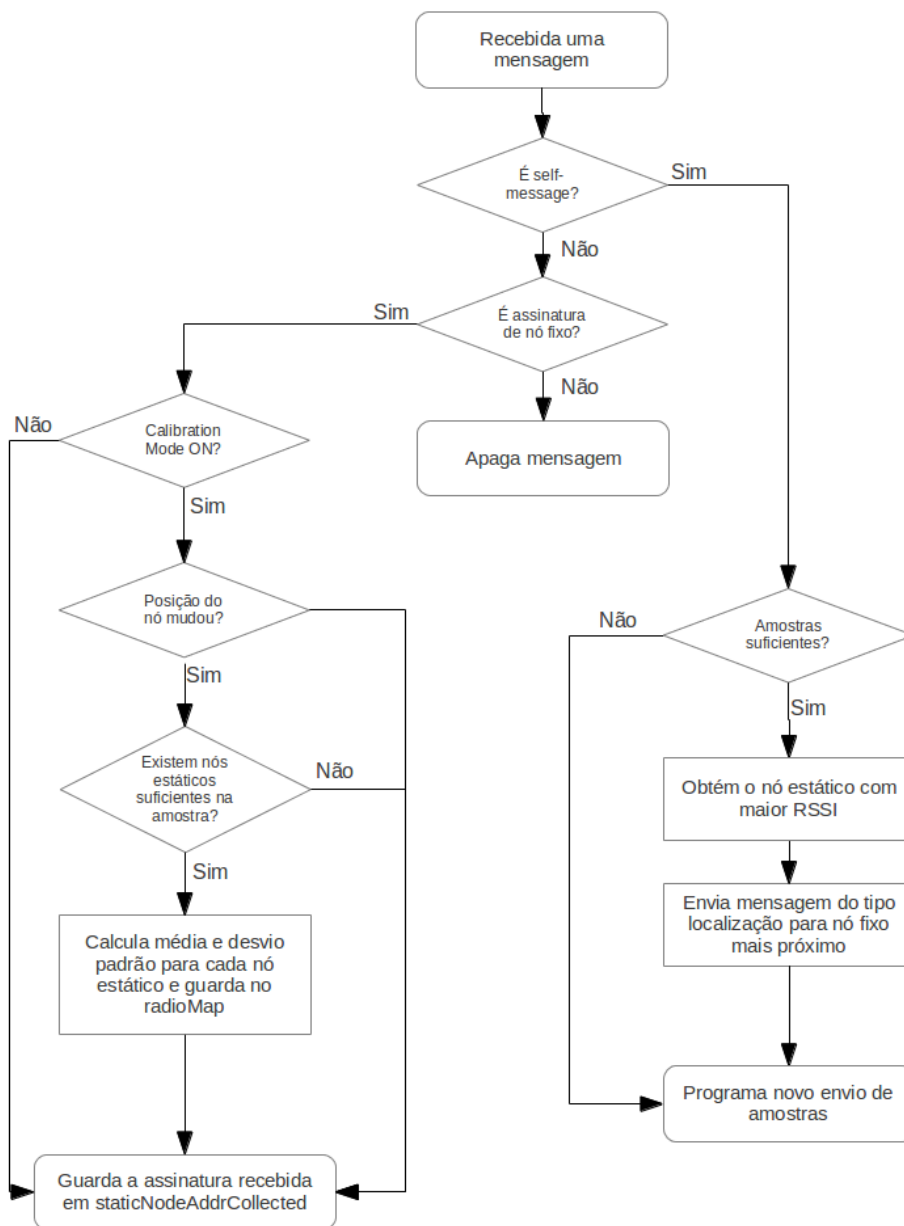 Recebida uma
mensagem
É self-
message?
Sim
Não
É assinatura
de nó fixo?
Sim
Não
Apaga mensagem
Calibration
Mode ON?
Não
Sim
Posição do
nó mudou?
Sim
Existem nós
estáticos
suficientes na
amostra?
Não
Sim
Calcula média e desvio
padrão para cada nó
estático e guarda no
radioMap
Guarda a assinatura recebida
em staticNodeAddrCollected
Amostras
suficientes?
Não
Sim
Obtém o nó estático com
maior RSSI
Envia mensagem do tipo
localização para nó fixo
mais próximo
Programa novo envio de
amostras